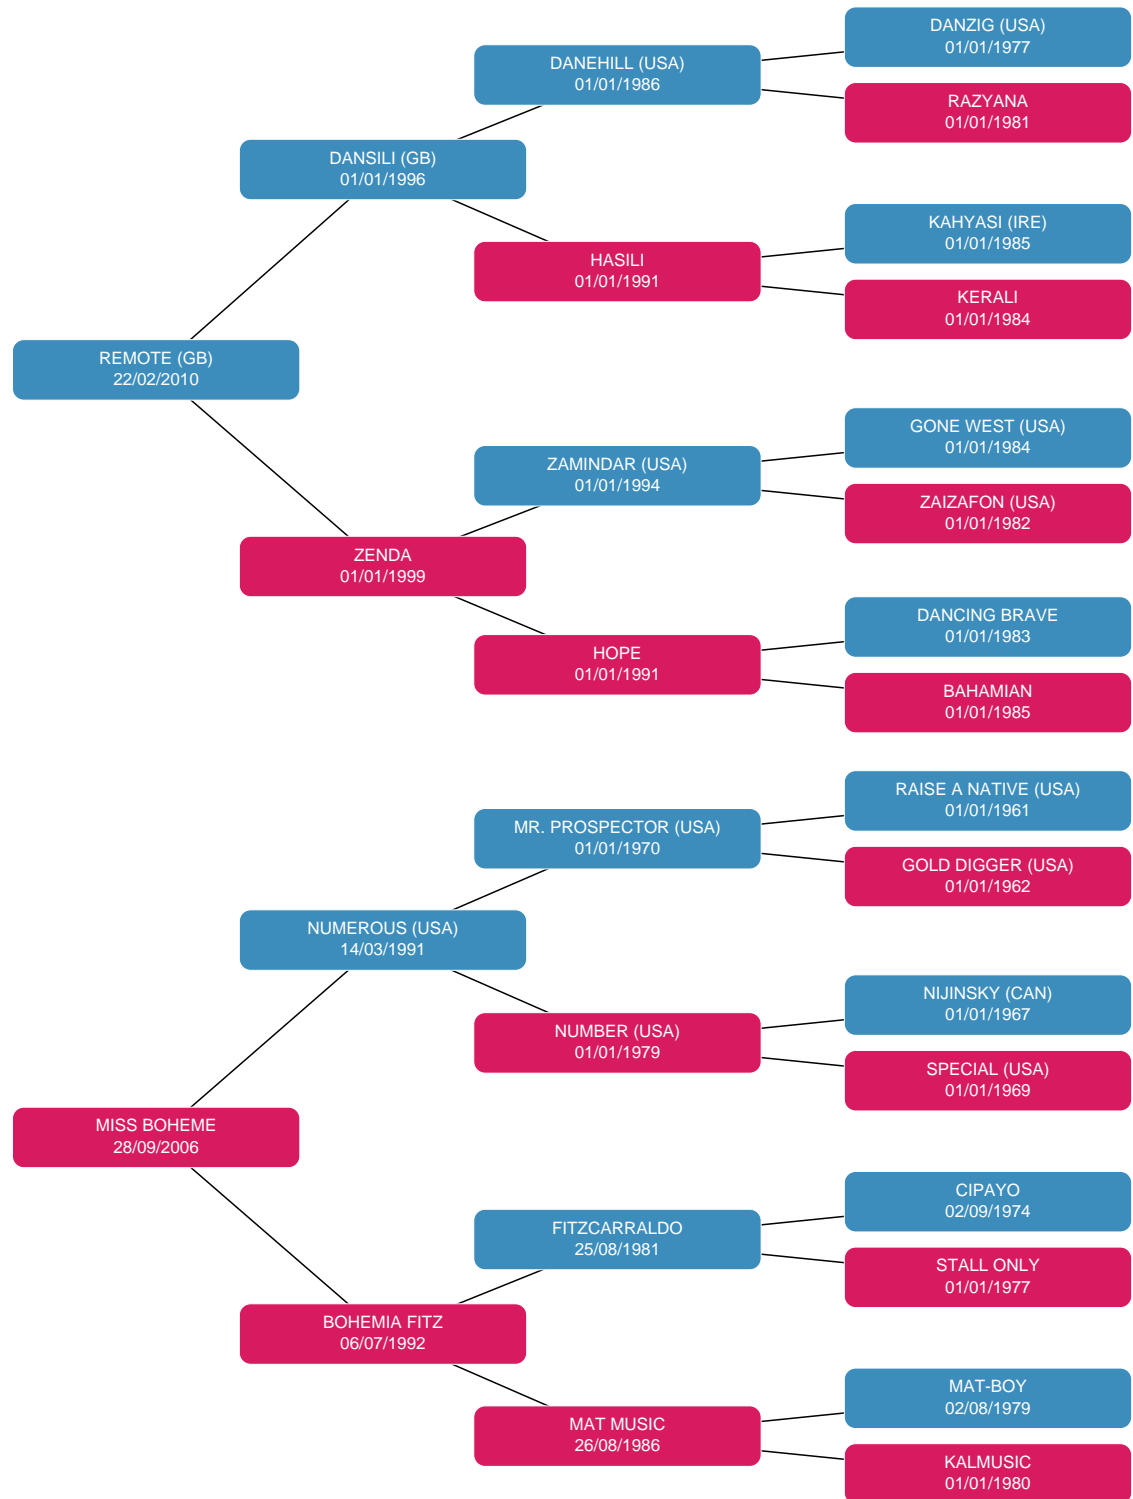 DANZIG (USA)
01/01/1977
DANEHILL (USA)
01/01/1986
RAZYANA
01/01/1981
DANSILI (GB)
01/01/1996
KAHYASI (IRE)
01/01/1985
HASILI
01/01/1991
KERALI
01/01/1984
REMOTE (GB)
22/02/2010
GONE WEST (USA)
01/01/1984
ZAMINDAR (USA)
01/01/1994
ZAIZAFON (USA)
01/01/1982
ZENDA
01/01/1999
DANCING BRAVE
01/01/1983
HOPE
01/01/1991
BAHAMIAN
01/01/1985
RAISE A NATIVE (USA)
01/01/1961
MR. PROSPECTOR (USA)
01/01/1970
GOLD DIGGER (USA)
01/01/1962
NUMEROUS (USA)
14/03/1991
NIJINSKY (CAN)
01/01/1967
NUMBER (USA)
01/01/1979
SPECIAL (USA)
01/01/1969
MISS BOHEME
28/09/2006
CIPAYO
02/09/1974
FITZCARRALDO
25/08/1981
STALL ONLY
01/01/1977
BOHEMIA FITZ
06/07/1992
MAT-BOY
02/08/1979
MAT MUSIC
26/08/1986
KALMUSIC
01/01/1980